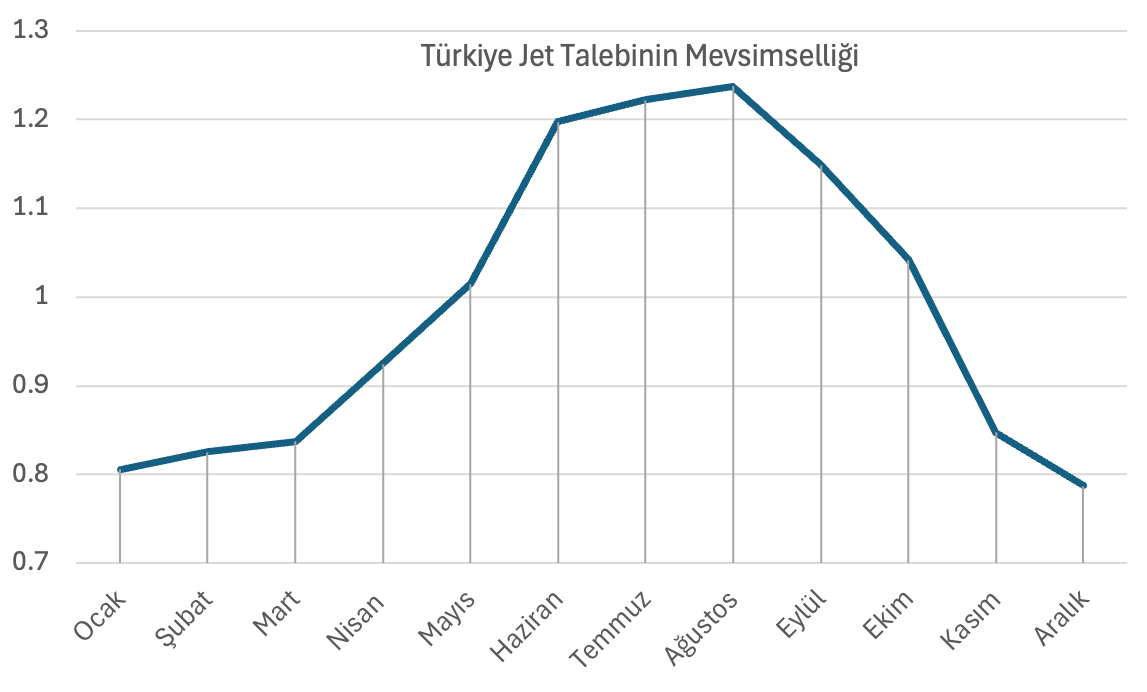 Türkiye Jet Talebinin Mevsimselliği
1.3
1.2
1.1
1
0.9
0.8
0.7
Ocak
Şubat
Mart
Nisan
Mayıs
Haziran
Temmuz
Ağustos
Eylül
Ekim
Kasım
Aralık